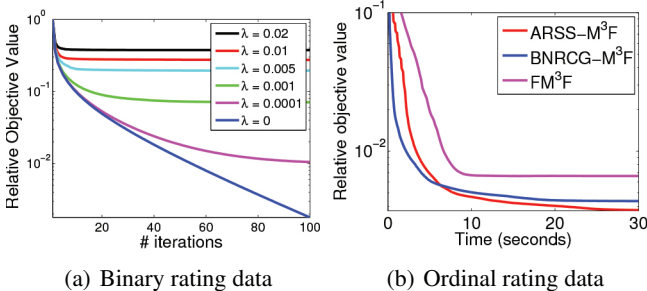 10^0
10^-1
10^-2
Relative Objective Value
λ = 0.02
λ = 0.01
λ = 0.005
λ = 0.001
λ = 0.0001
λ = 0
20 40 60 80 100
# iterations
(a) Binary rating data
10^-1
10^-2
Relative objective value
ARSS−M^3F
BNRCG−M^3F
FM^3F
0 10 20 30
Time (seconds)
(b) Ordinal rating data